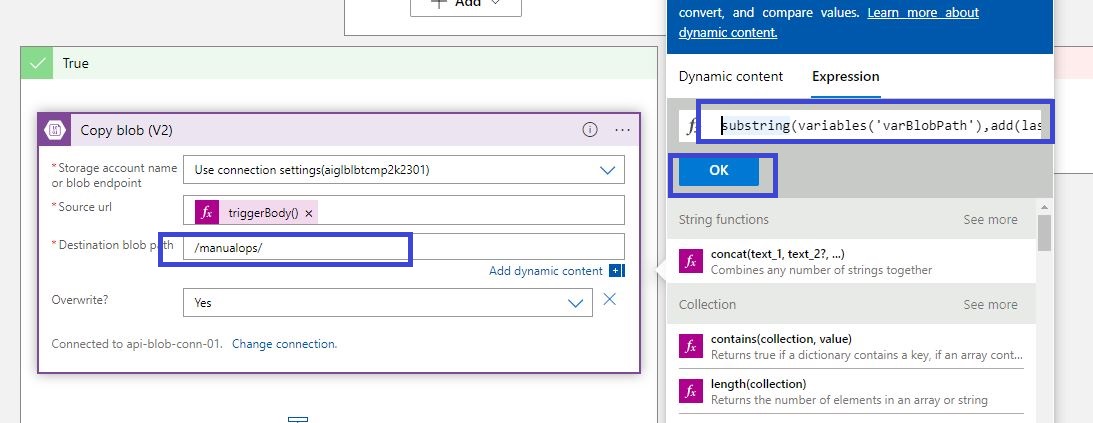 Add
True
Copy blob (V2)
*Storage account name
or blob endpoint
Use connection settings(aiglblbtcmp2k2301)
*Source url
fx triggerBody() ×
*Destination blob path
/manualops/
Add dynamic content
Overwrite?
Yes
Connected to api-blob-conn-01. Change connection.
convert, and compare values. Learn more about
dynamic content.
Dynamic content Expression
substring(variables('varBlobPath'),add(las
OK
String functions See more
fx concat(text_1, text_2?, ...)
Combines any number of strings together
Collection See more
fx contains(collection, value)
Returns true if a dictionary contains a key, if an array cont...
fx length(collection)
Returns the number of elements in an array or string